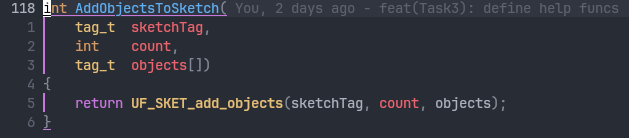 118 int AddObjectsToSketch( You, 2 days ago - feat(Task3): define help funcs
1 tag_t sketchTag,
2 int count,
3 tag_t objects[])
4 {
5 return UF_SKET_add_objects(sketchTag, count, objects);
6 }